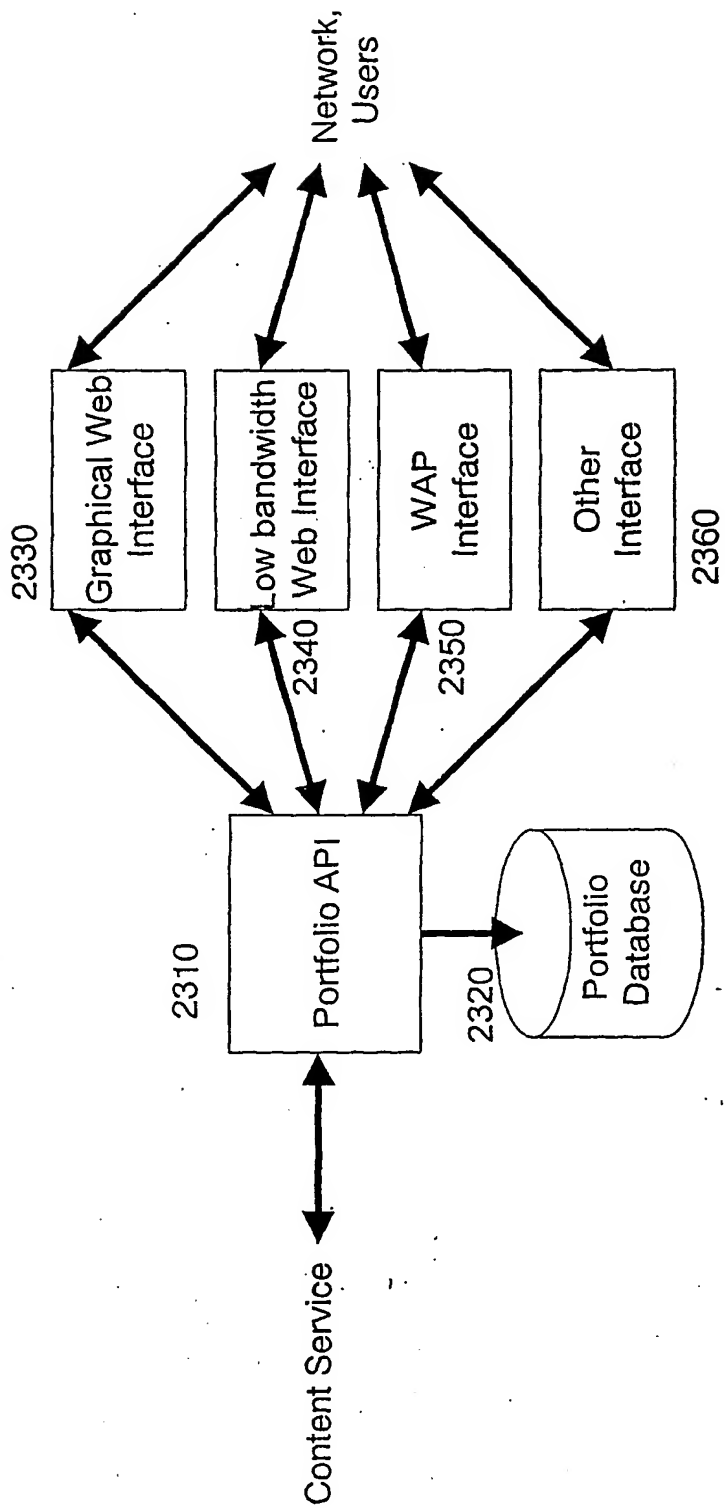 Content Service
2310
Portfolio API
2320
Portfolio
Database
2330
Graphical Web
Interface
2340
Low bandwidth
Web Interface
2350
WAP
Interface
2360
Other
Interface
Network,
Users